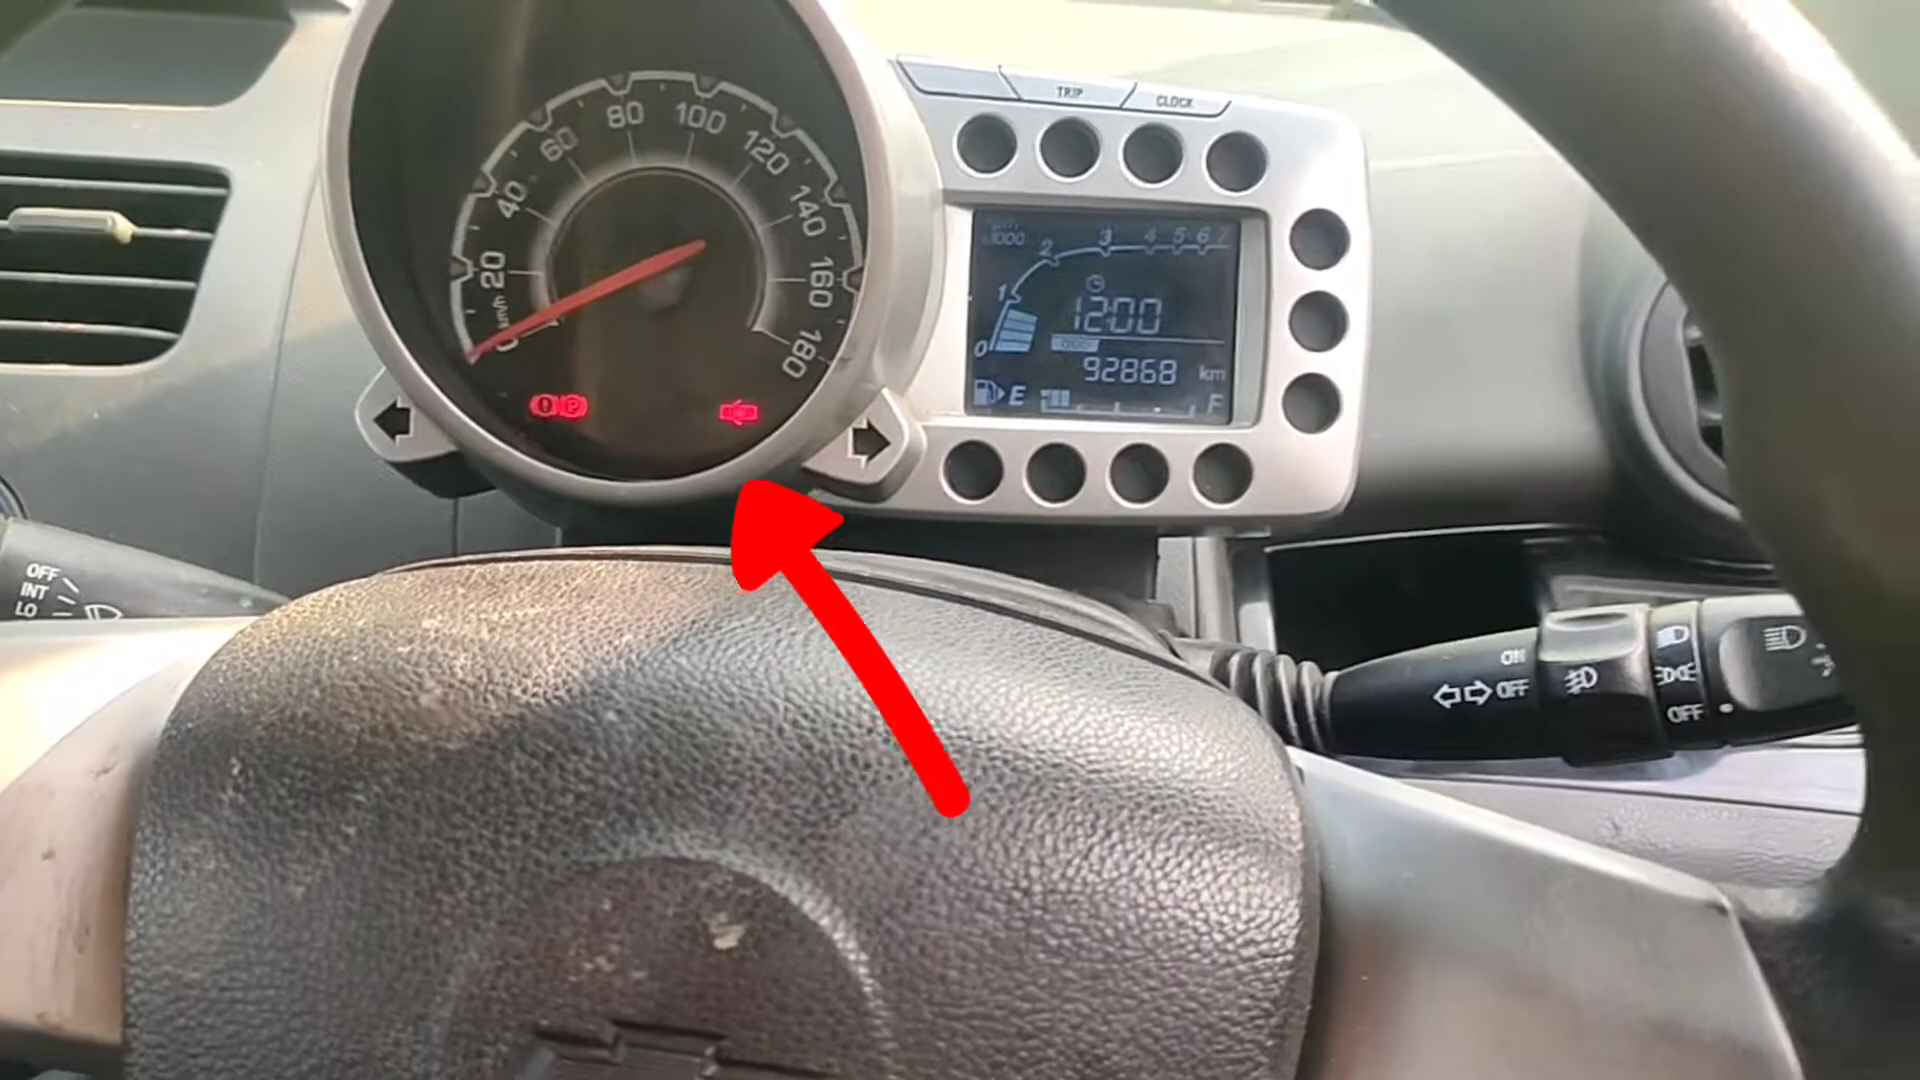 TRIP CLOCK
0 20 40 60 80 100 120 140 160 180
km/h
x1000
0 1 2 3 4 5 6 7
12:00
92868 km
E F
OFF
INT
LO
ON
OFF
OFF